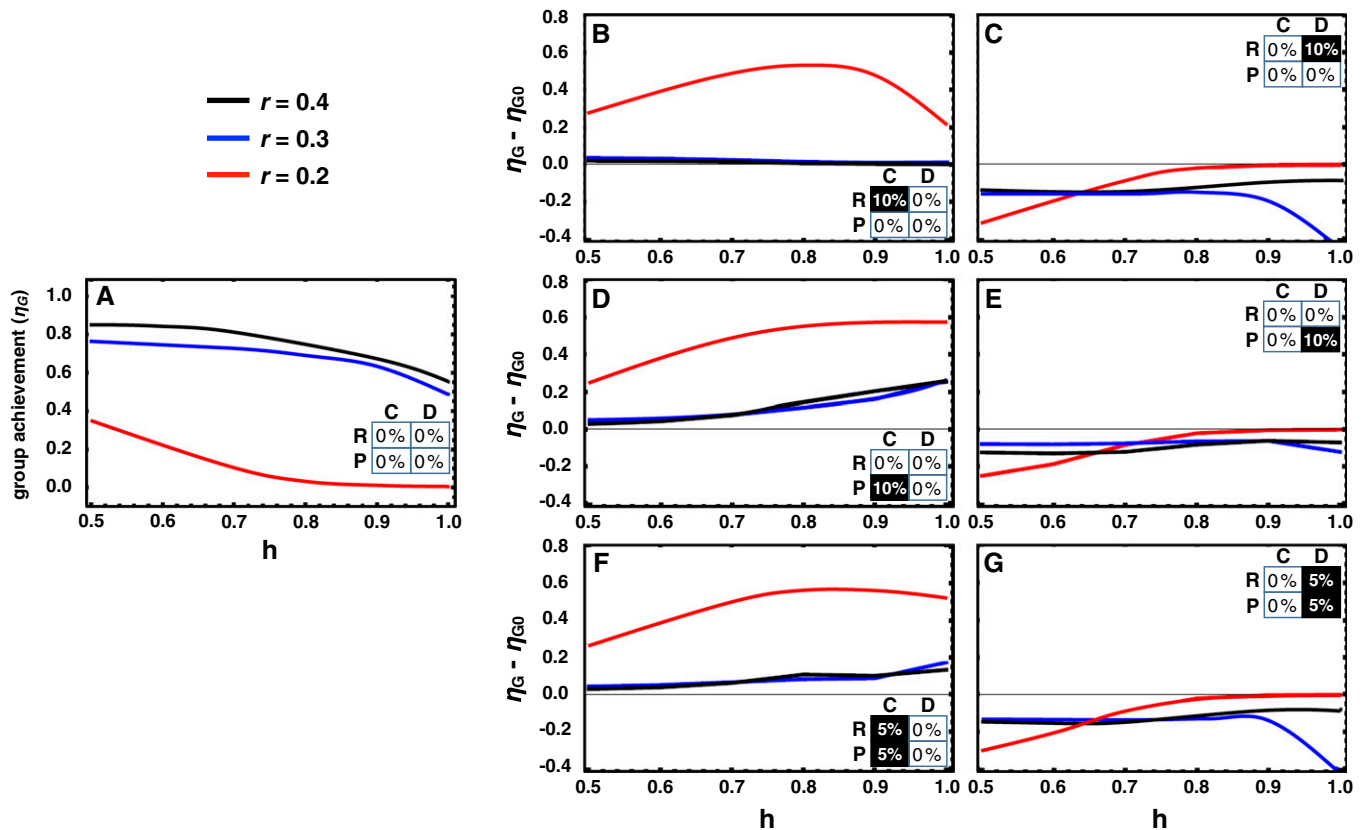 r = 0.4
r = 0.3
r = 0.2
A
1.0
0.8
0.6
0.4
0.2
0.0
group achievement (ηG)
C D
R 0% 0%
P 0% 0%
0.5 0.6 0.7 0.8 0.9 1.0
h
B
0.8
0.6
0.4
0.2
0.0
-0.2
-0.4
ηG - ηG0
C D
R 10% 0%
P 0% 0%
0.5 0.6 0.7 0.8 0.9 1.0
C
C D
R 0% 10%
P 0% 0%
0.5 0.6 0.7 0.8 0.9 1.0
D
0.8
0.6
0.4
0.2
0.0
-0.2
-0.4
ηG - ηG0
C D
R 0% 0%
P 10% 0%
0.5 0.6 0.7 0.8 0.9 1.0
E
C D
R 0% 0%
P 0% 10%
0.5 0.6 0.7 0.8 0.9 1.0
F
0.8
0.6
0.4
0.2
0.0
-0.2
-0.4
ηG - ηG0
C D
R 5% 0%
P 5% 0%
0.5 0.6 0.7 0.8 0.9 1.0
h
G
C D
R 0% 5%
P 0% 5%
0.5 0.6 0.7 0.8 0.9 1.0
h